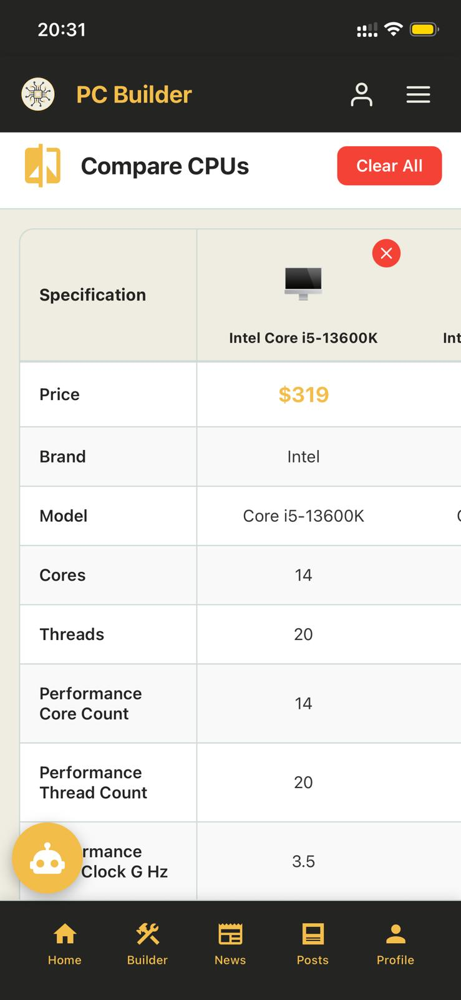 20:31
PC Builder
Compare CPUs
Clear All
Specification
Intel Core i5-13600K
Int
Price
$319
Brand
Intel
Model
Core i5-13600K
Cores
14
Threads
20
Performance
Core Count
14
Performance
Thread Count
20
rmance
Clock G Hz
3.5
Home
Builder
News
Posts
Profile